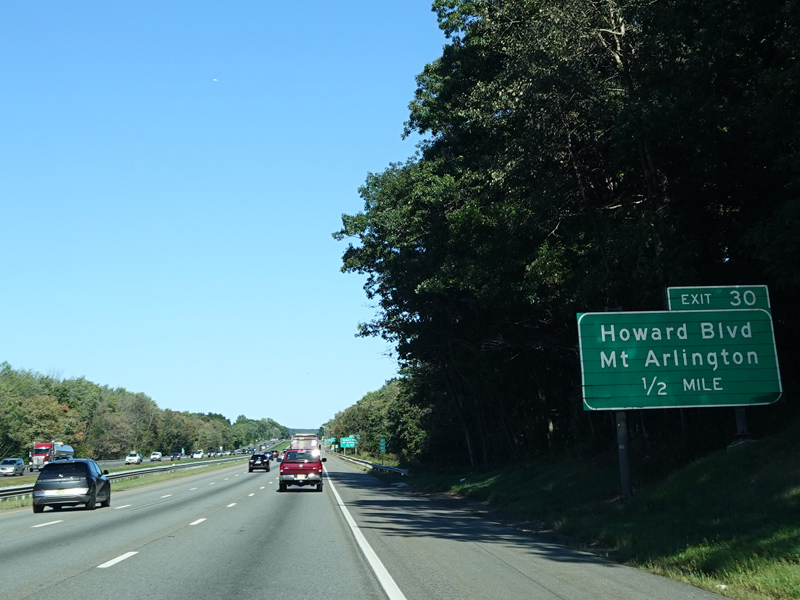 EXIT 30
Howard Blvd
Mt Arlington
1/2 MILE